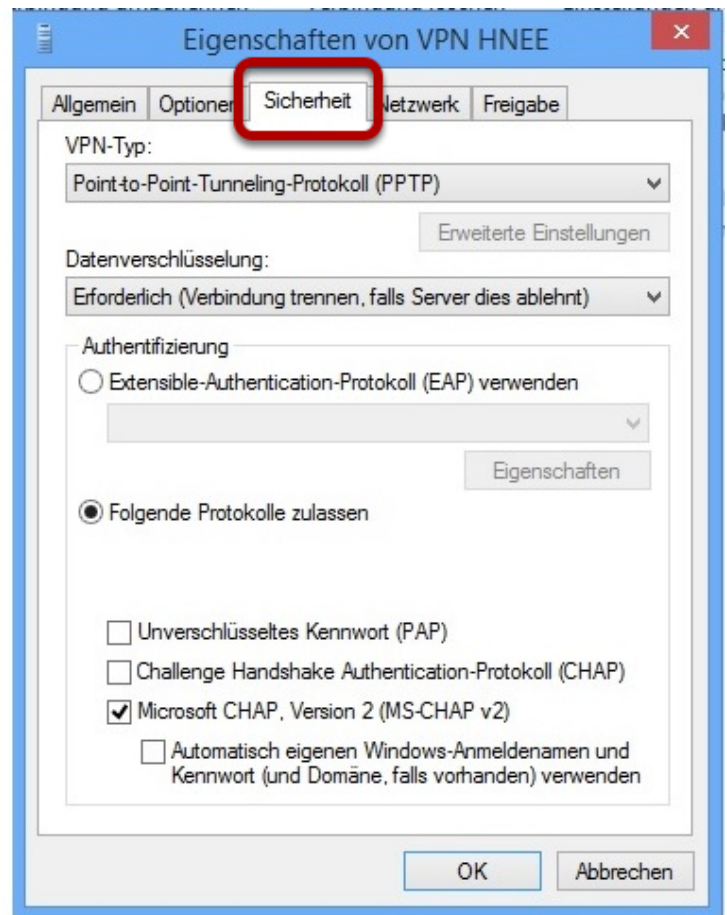 Eigenschaften von VPN HNEE
Allgemein Sicherheit Netzwerk Freigabe
VPN-Typ:
Point-to-Point-Tunneling-Protokoll (PPTP)
Erweiterte Einstellungen
Datenverschlüsselung:
Erforderlich (Verbindung trennen, falls Server dies ablehnt)
Authentifizierung
Extensible-Authentication-Protokoll (EAP) verwenden
Eigenschaften
Folgende Protokolle zulassen
Unverschlüsseltes Kennwort (PAP)
Challenge Handshake Authentication-Protokoll (CHAP)
Microsoft CHAP, Version 2 (MS-CHAP v2)
Automatisch eigenen Windows-Anmeldenamen und
Kennwort (und Domäne, falls vorhanden) verwenden
OK Abbrechen